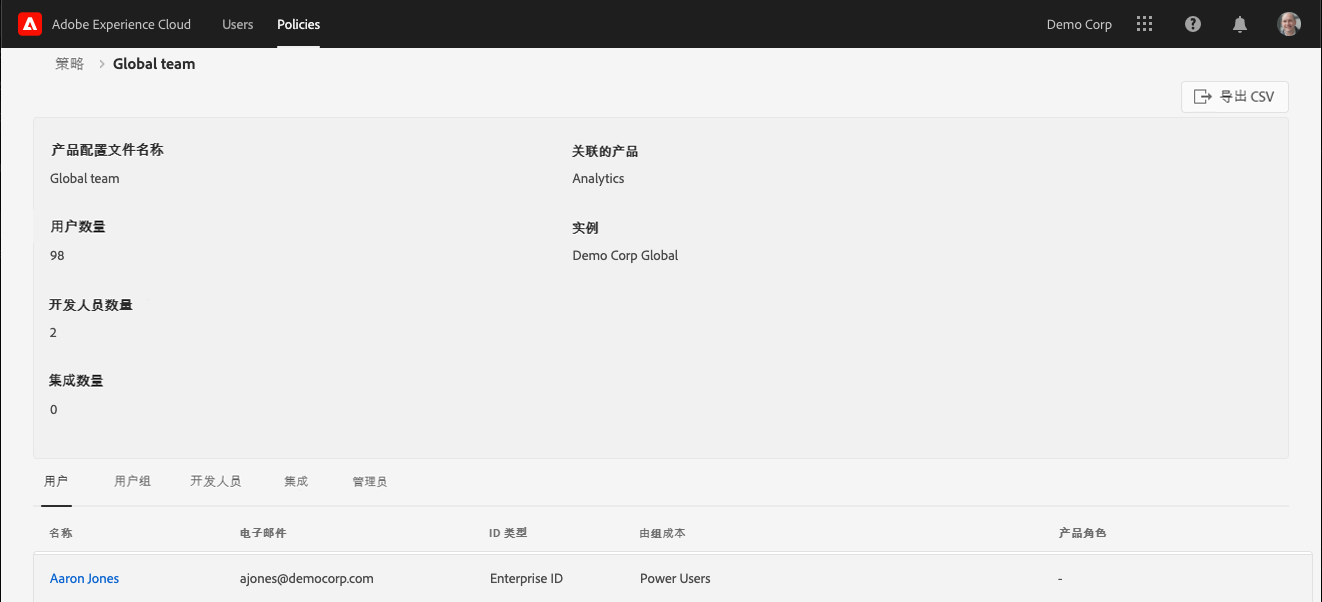 Adobe Experience Cloud Users Policies Demo Corp
策略 > Global team
导出 CSV
产品配置文件名称 关联的产品
Global team Analytics
用户数量 实例
98 Demo Corp Global
开发人员数量
2
集成数量
0
用户 用户组 开发人员 集成 管理员
名称 电子邮件 ID 类型 由组成本 产品角色
Aaron Jones ajones@democorp.com Enterprise ID Power Users -